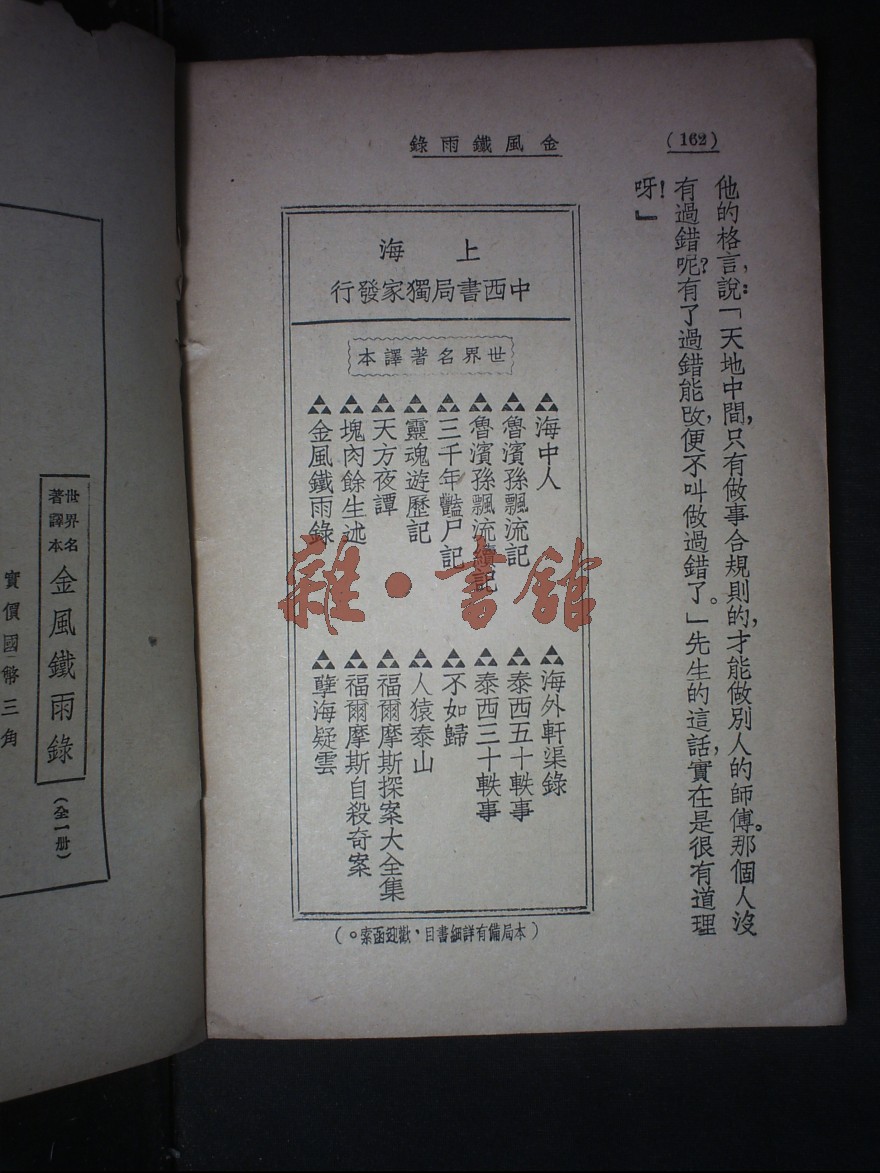 (162)
金風鐵雨錄
他的格言,說:「天地中間,只有做事合規則的,才能做別人的師傅。那個人沒
有過錯呢?有了過錯能改,便不叫做過錯了。」先生的這話,實在是很有道理
呀!』
上海
中西書局獨家發行
世界名著譯本
海中人
魯濱孫飄流記
魯濱孫飄流續記
三千年豔尸記
靈魂遊歷記
天方夜譚
塊肉餘生述
金風鐵雨錄
海外軒渠錄
泰西五十軼事
泰西三十軼事
不如歸
人猿泰山
福爾摩斯探案大全集
福爾摩斯自殺奇案
孽海疑雲
(本局備有詳細書目,歡迎函索。)
雜·書館
世界名
著譯本
金風鐵雨錄
(全一册)
實價國幣三角